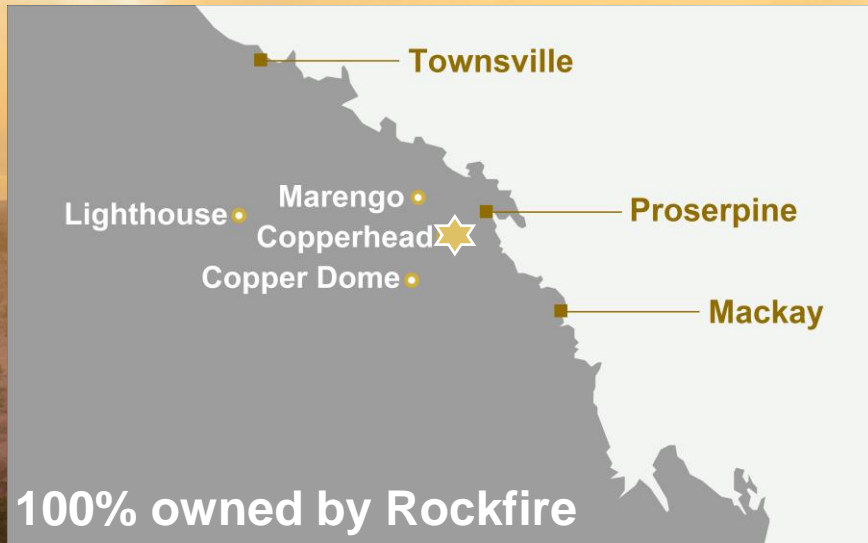 Townsville
Marengo
Lighthouse
Proserpine
Copperhead
Copper Dome
Mackay
100% owned by Rockfire